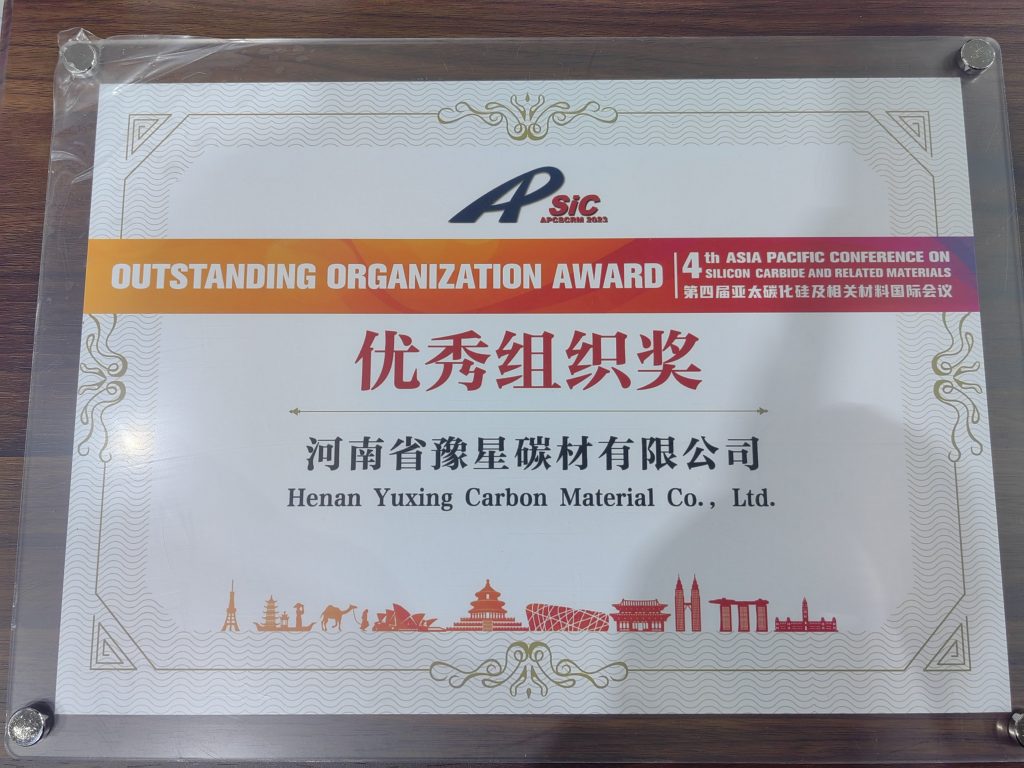 AP SiC
APCSCRM 2023
OUTSTANDING ORGANIZATION AWARD
4th ASIA PACIFIC CONFERENCE ON
SILICON CARBIDE AND RELATED MATERIALS
第四届亚太碳化硅及相关材料国际会议
优秀组织奖
河南省豫星碳材有限公司
Henan Yuxing Carbon Material Co., Ltd.